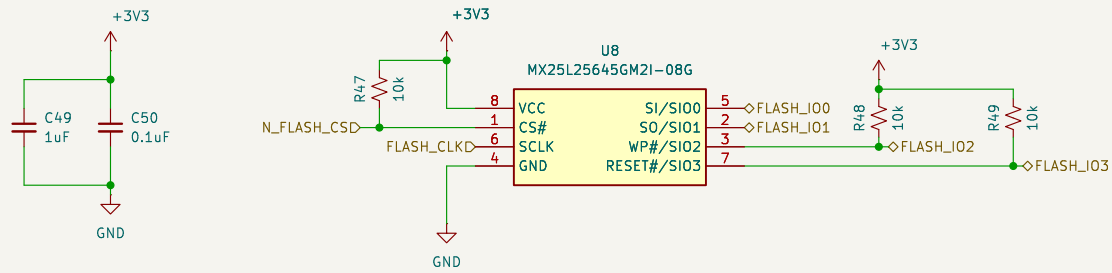 +3V3
C49
1uF
C50
0.1uF
GND
+3V3
R47
10k
N_FLASH_CS
FLASH_CLK
GND
U8
MX25L25645GM2I-08G
8 VCC SI/SIO0 5 FLASH_IO0
1 CS# SO/SIO1 2 FLASH_IO1
6 SCLK WP#/SIO2 3
4 GND RESET#/SIO3 7
+3V3
R48
10k
R49
10k
FLASH_IO2
FLASH_IO3